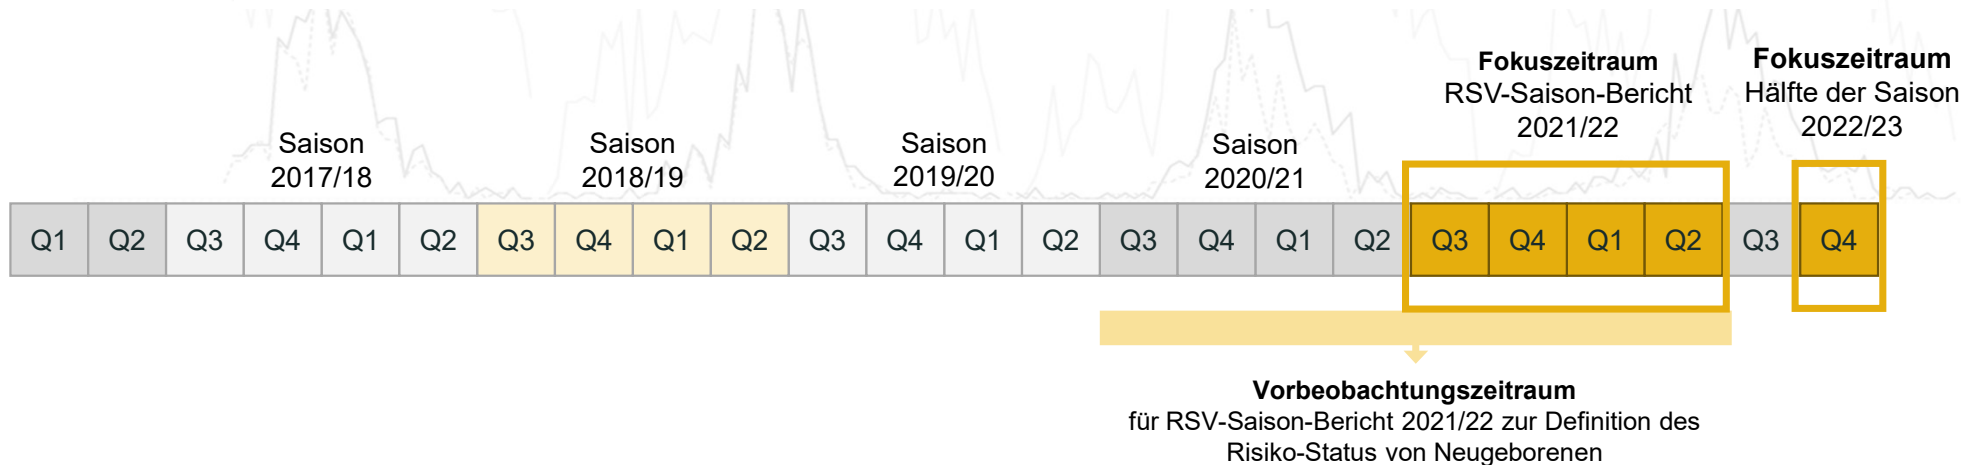 Fokuszeitraum
RSV-Saison-Bericht
2021/22
Fokuszeitraum
Hälfte der Saison
2022/23
Saison
2017/18
Saison
2018/19
Saison
2019/20
Saison
2020/21
Q1 Q2 Q3 Q4 Q1 Q2 Q3 Q4 Q1 Q2 Q3 Q4 Q1 Q2 Q3 Q4 Q1 Q2 Q3 Q4 Q1 Q2 Q3 Q4
Vorbeobachtungszeitraum
für RSV-Saison-Bericht 2021/22 zur Definition des
Risiko-Status von Neugeborenen